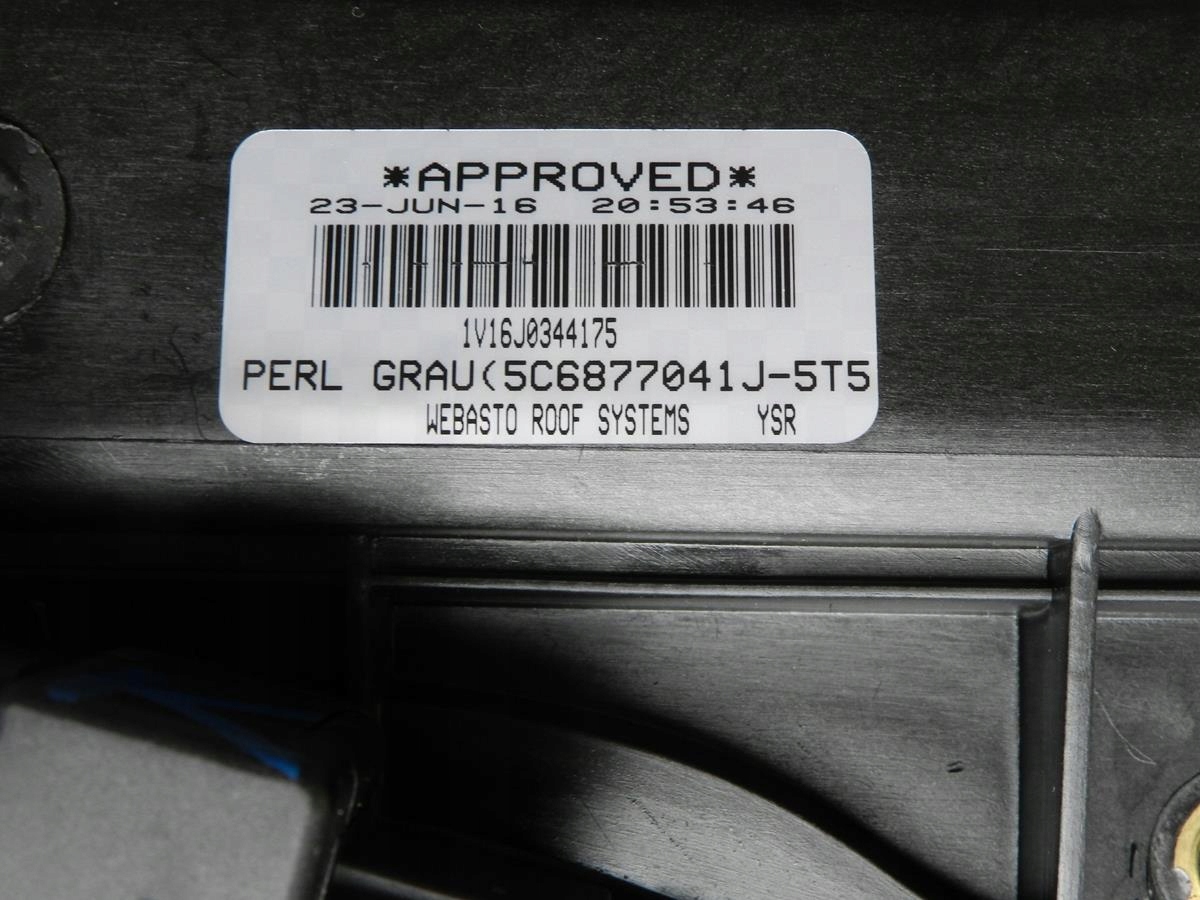 *APPROVED*
23-JUN-16 20:53:46
1V16J0344175
PERL GRAU(5C6877041J-5T5
WEBASTO ROOF SYSTEMS YSR